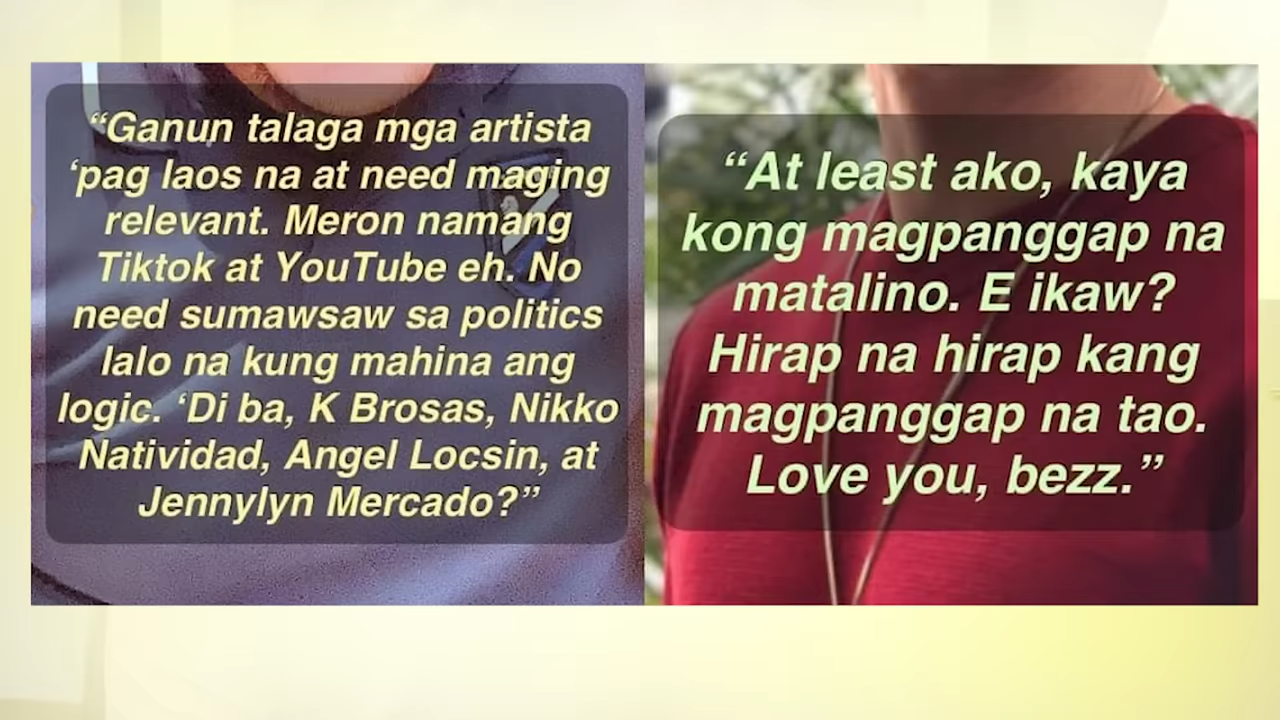 “Ganun talaga mga artista
‘pag laos na at need maging
relevant. Meron namang
Tiktok at YouTube eh. No
need sumawsaw sa politics
lalo na kung mahina ang
logic. ‘Di ba, K Brosas, Nikko
Natividad, Angel Locsin, at
Jennylyn Mercado?”
“At least ako, kaya
kong magpanggap na
matalino. E ikaw?
Hirap na hirap kang
magpanggap na tao.
Love you, bezz.”